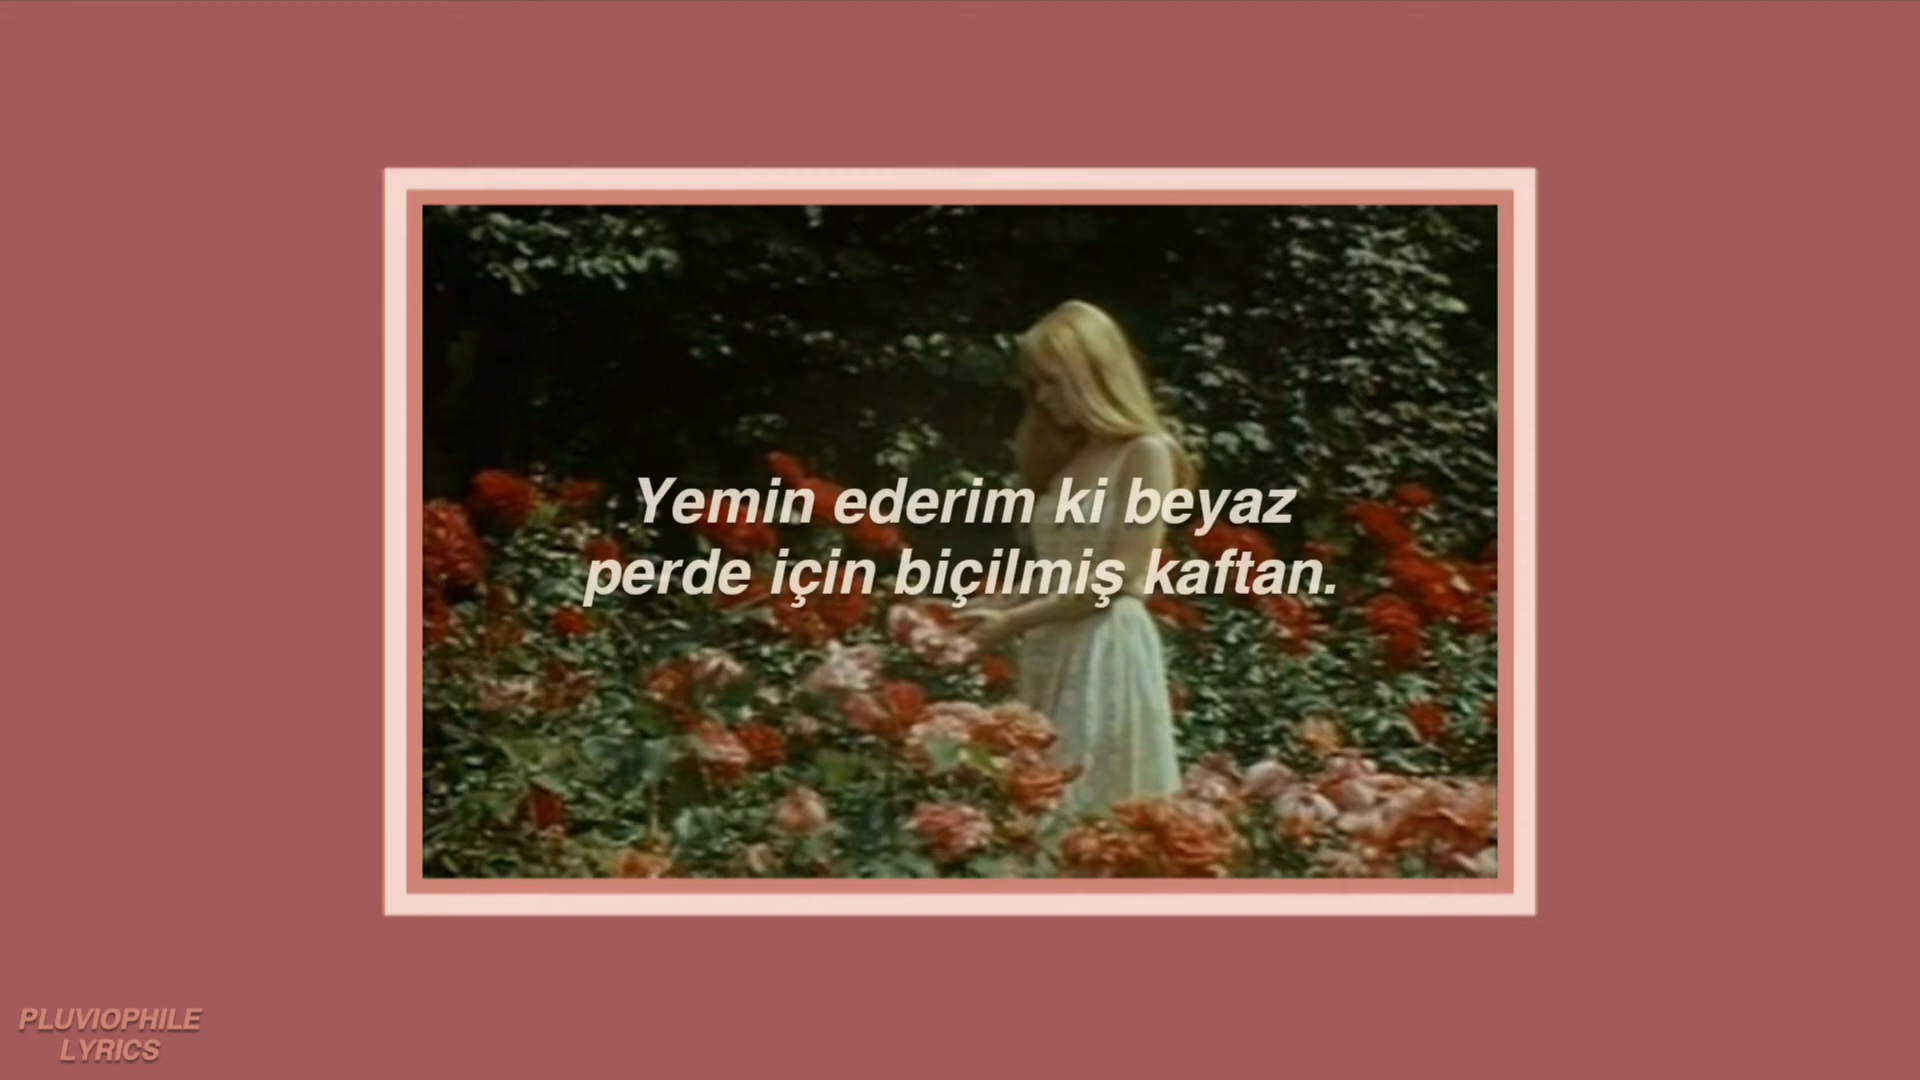 Yemin ederim ki beyaz
perde için biçilmiş kaftan.
PLUVIOPHILE
LYRICS